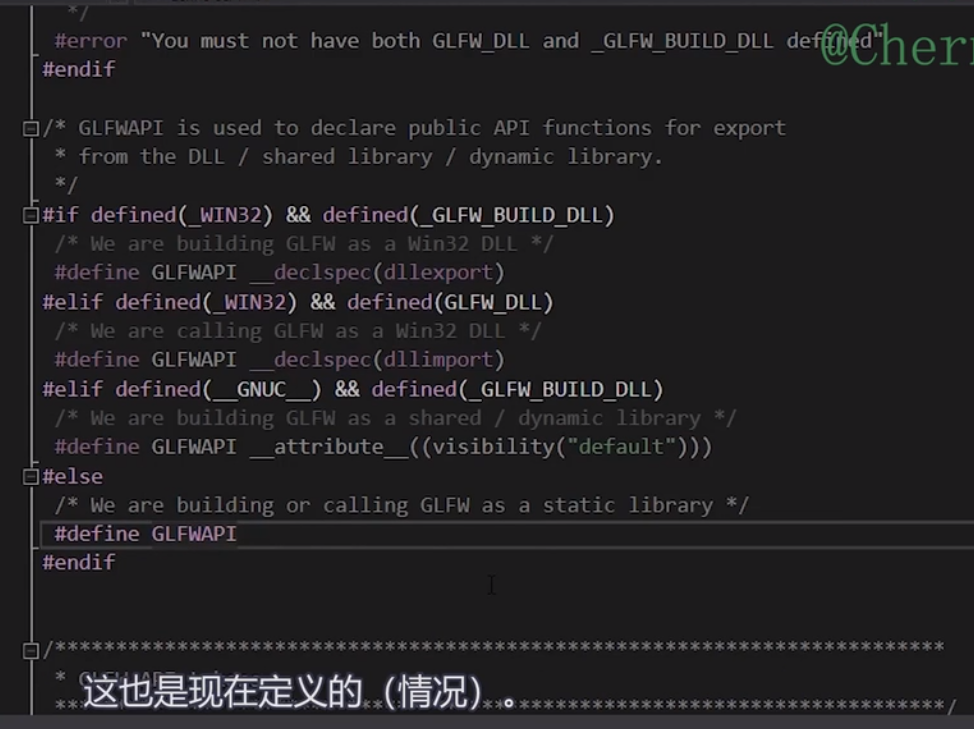 */
#error "You must not have both GLFW_DLL and _GLFW_BUILD_DLL defined"
@Cher
#endif
/* GLFWAPI is used to declare public API functions for export
* from the DLL / shared library / dynamic library.
*/
#if defined(_WIN32) && defined(_GLFW_BUILD_DLL)
/* We are building GLFW as a Win32 DLL */
#define GLFWAPI __declspec(dllexport)
#elif defined(_WIN32) && defined(GLFW_DLL)
/* We are calling GLFW as a Win32 DLL */
#define GLFWAPI __declspec(dllimport)
#elif defined(__GNUC__) && defined(_GLFW_BUILD_DLL)
/* We are building GLFW as a shared / dynamic library */
#define GLFWAPI __attribute__((visibility("default")))
#else
/* We are building or calling GLFW as a static library */
#define GLFWAPI
#endif
/*************************************************************************
*
这也是现在定义的（情况）。